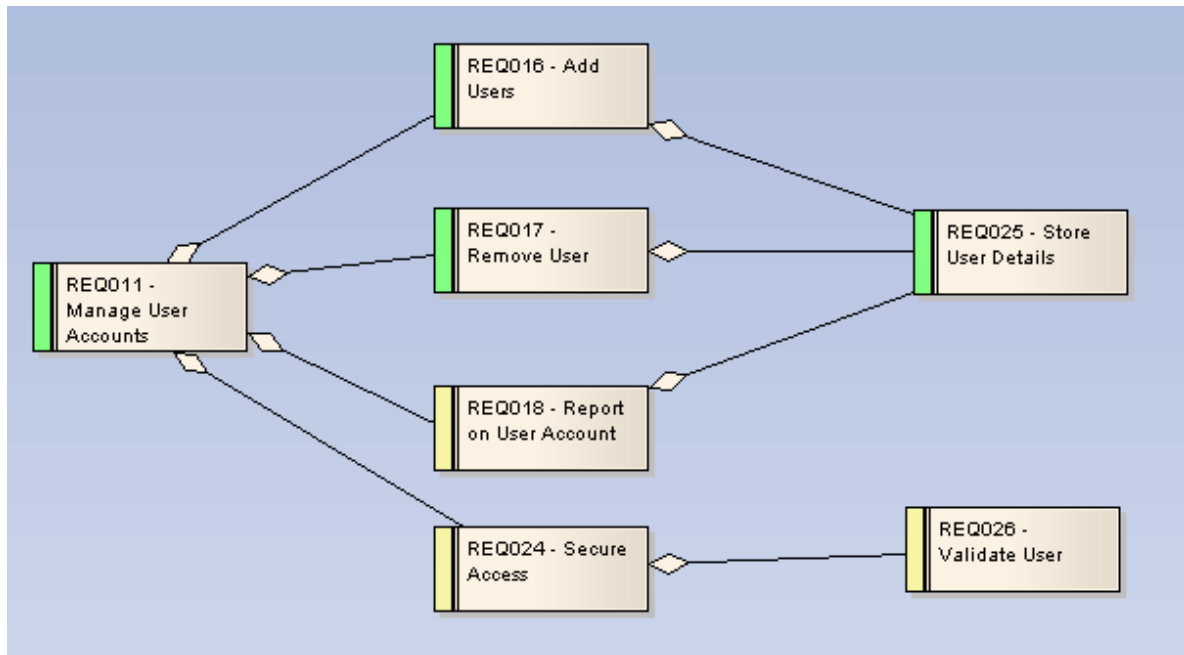 REQ016 - Add
Users
REQ017 -
Remove User
REQ025 - Store
User Details
REQ011 -
Manage User
Accounts
REQ018 - Report
on User Account
REQ024 - Secure
Access
REQ026 -
Validate User